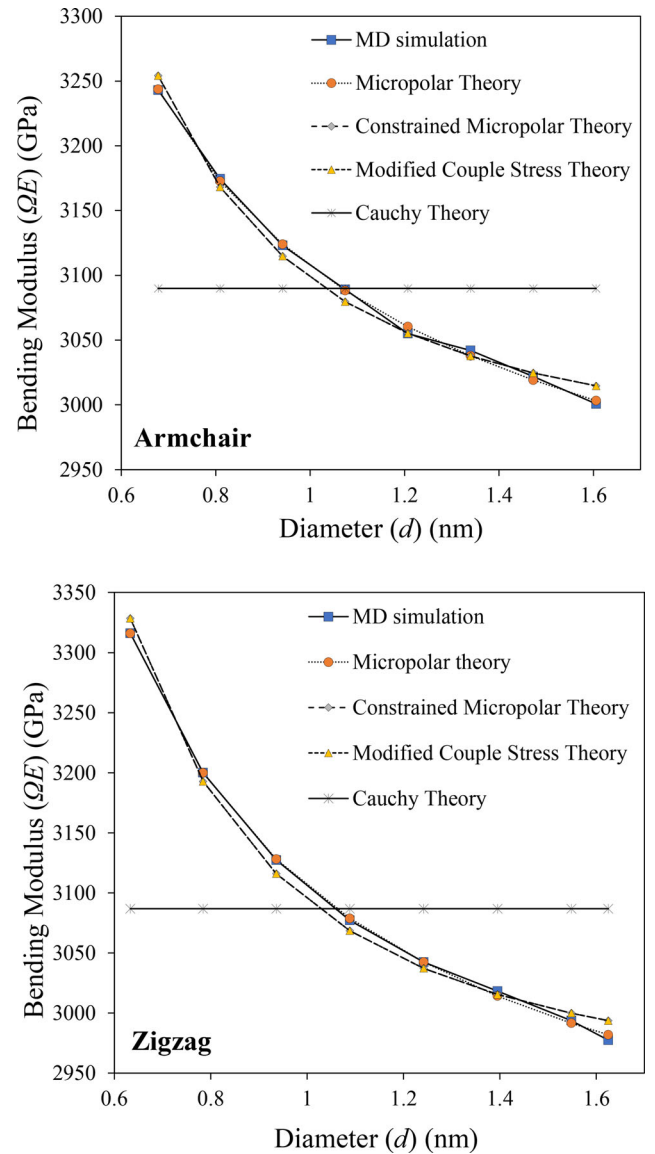 3300
3250
3200
3150
3100
3050
3000
2950
Bending Modulus (ΩE) (GPa)
MD simulation
Micropolar Theory
Constrained Micropolar Theory
Modified Couple Stress Theory
Cauchy Theory
Armchair
0.6 0.8 1 1.2 1.4 1.6
Diameter (d) (nm)
3350
3300
3250
3200
3150
3100
3050
3000
2950
Bending Modulus (ΩE) (GPa)
MD simulation
Micropolar theory
Constrained Micropolar Theory
Modified Couple Stress Theory
Cauchy Theory
Zigzag
0.6 0.8 1 1.2 1.4 1.6
Diameter (d) (nm)